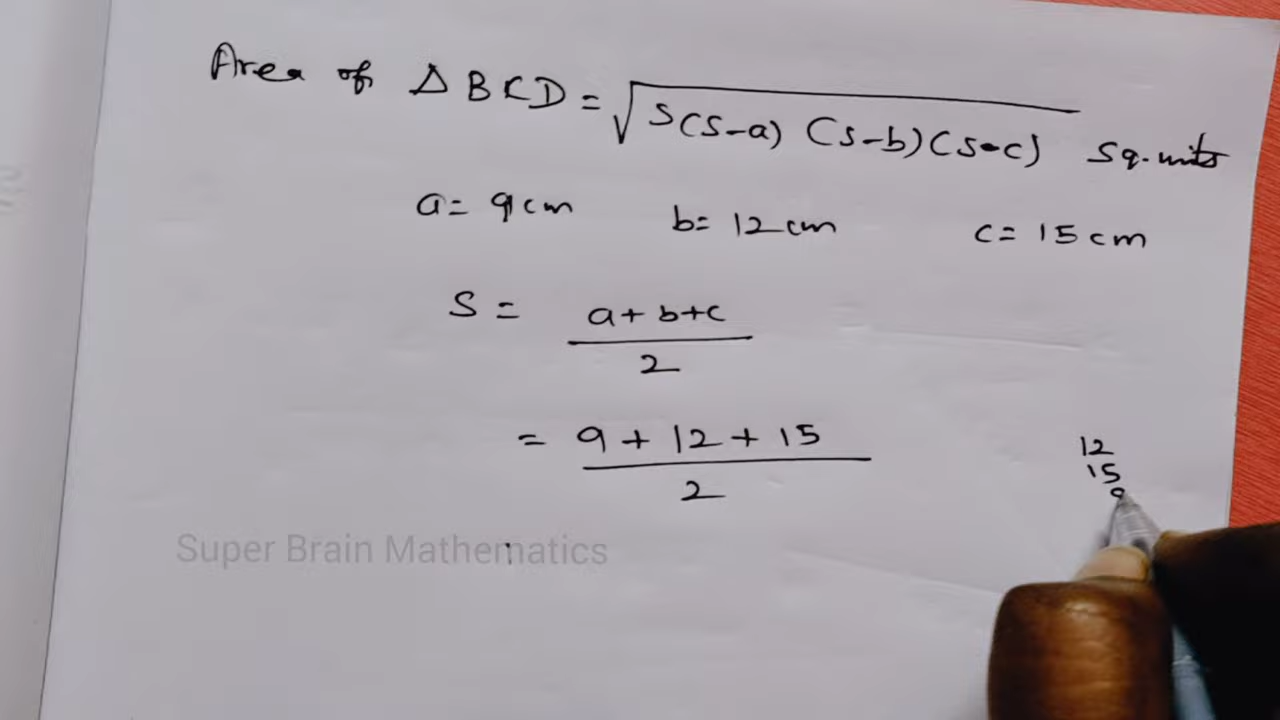 Area of Δ BCD = √S(S-a) (S-b)(S-c) Sq. units
a= 9cm b= 12cm c= 15cm
S = a+b+c
2
= 9 + 12 + 15
2
12
15
9
Super Brain Mathematics